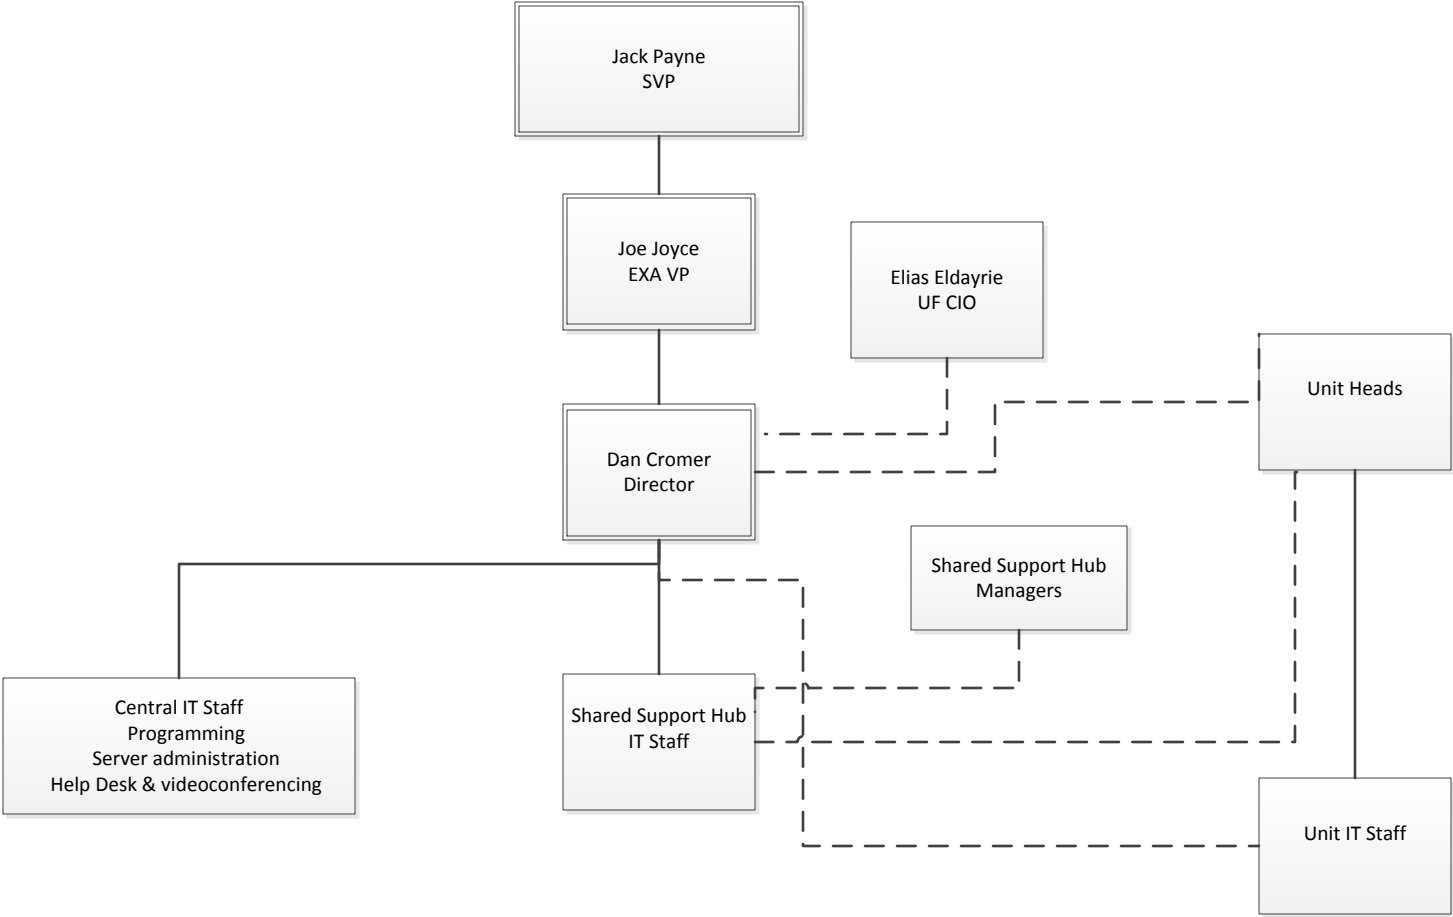 Jack Payne
SVP
Joe Joyce
EXA VP
Elias Eldayrie
UF CIO
Unit Heads
Dan Cromer
Director
Shared Support Hub
Managers
Central IT Staff
Programming
Server administration
Help Desk & videoconferencing
Shared Support Hub
IT Staff
Unit IT Staff